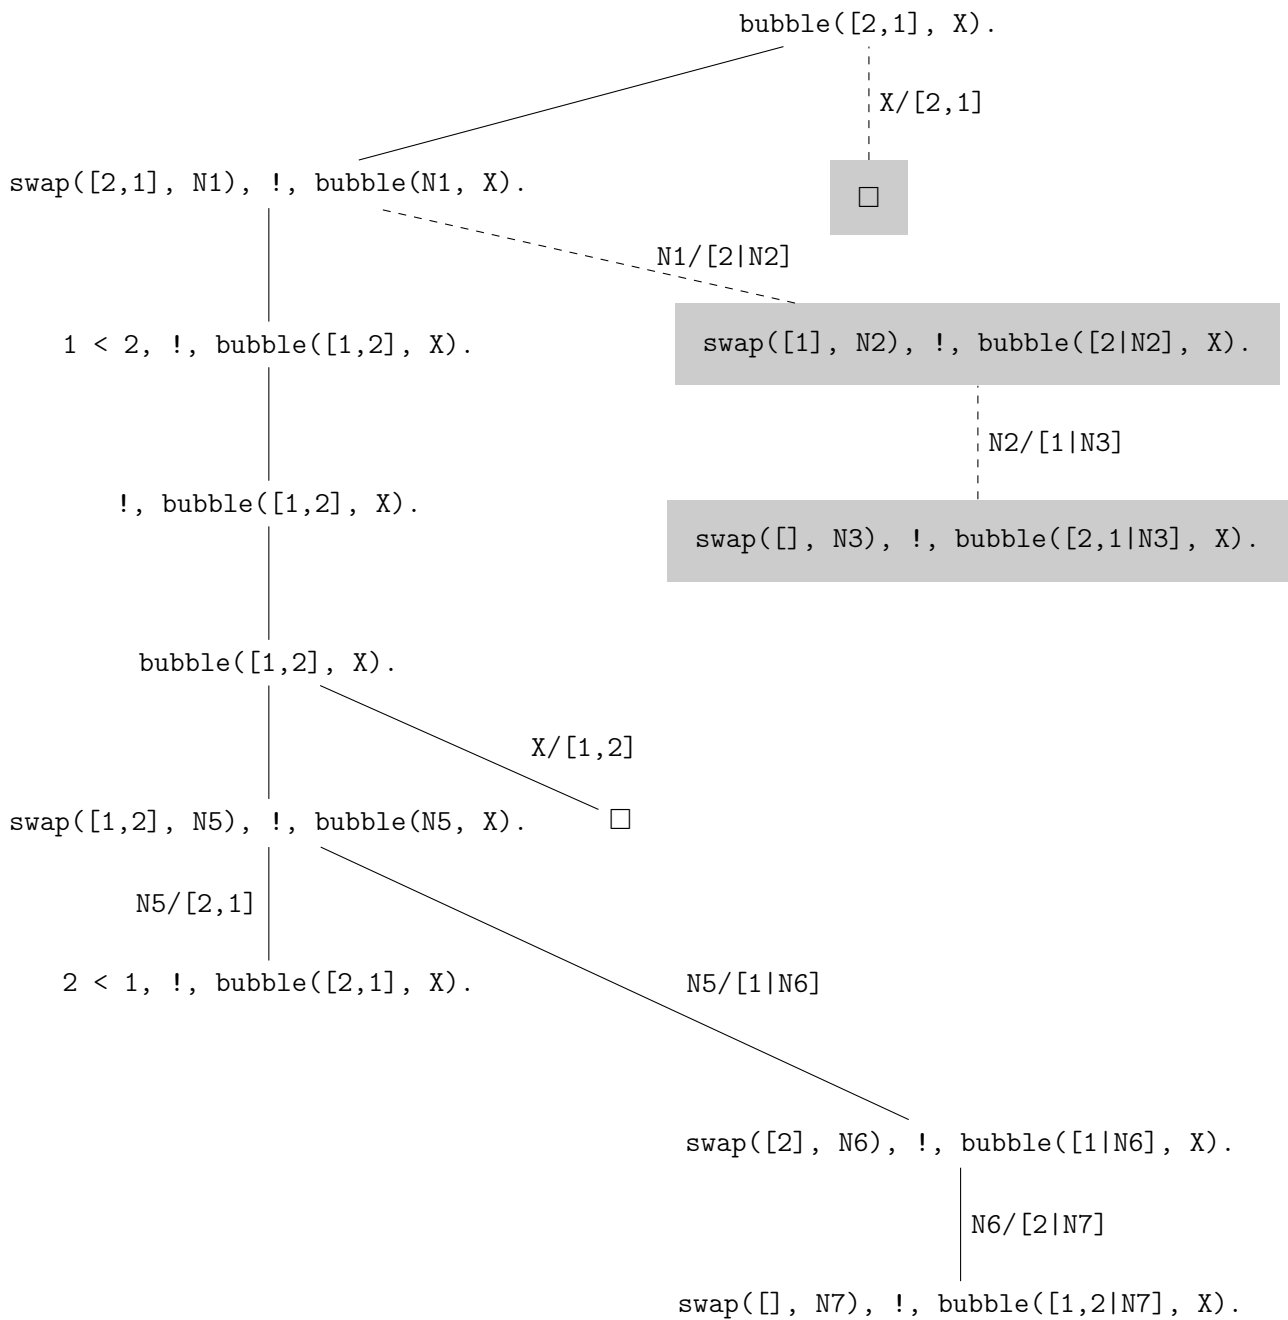 bubble([2,1], X).
X/[2,1]
swap([2,1], N1), !, bubble(N1, X).
□
N1/[2|N2]
1 < 2, !, bubble([1,2], X).
swap([1], N2), !, bubble([2|N2], X).
N2/[1|N3]
!, bubble([1,2], X).
swap([], N3), !, bubble([2,1|N3], X).
bubble([1,2], X).
X/[1,2]
swap([1,2], N5), !, bubble(N5, X).
□
N5/[2,1]
2 < 1, !, bubble([2,1], X).
N5/[1|N6]
swap([2], N6), !, bubble([1|N6], X).
N6/[2|N7]
swap([], N7), !, bubble([1,2|N7], X).